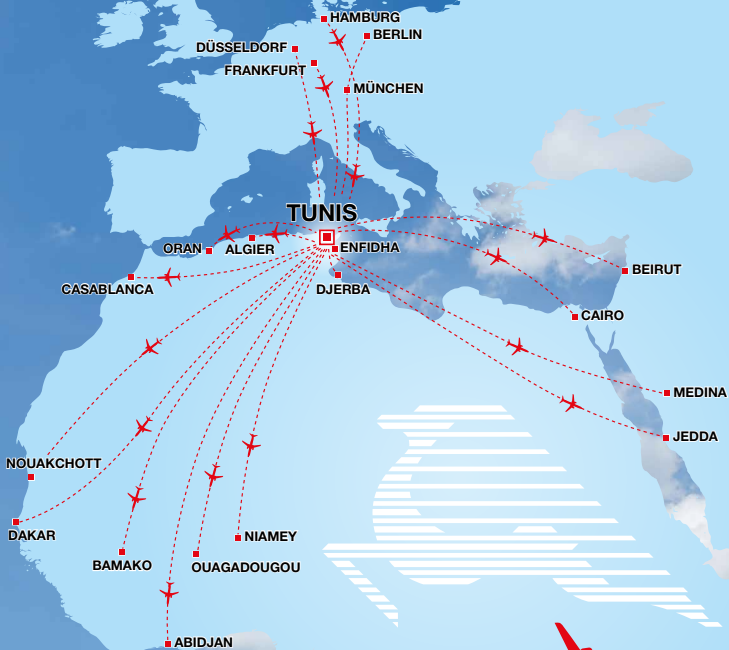 HAMBURG
BERLIN
DÜSSELDORF
FRANKFURT
MÜNCHEN
TUNIS
ORAN
ALGIER
ENFIDHA
CASABLANCA
DJERBA
BEIRUT
CAIRO
MEDINA
JEDDA
NOUAKCHOTT
DAKAR
BAMAKO
OUAGADOUGOU
NIAMEY
ABIDJAN